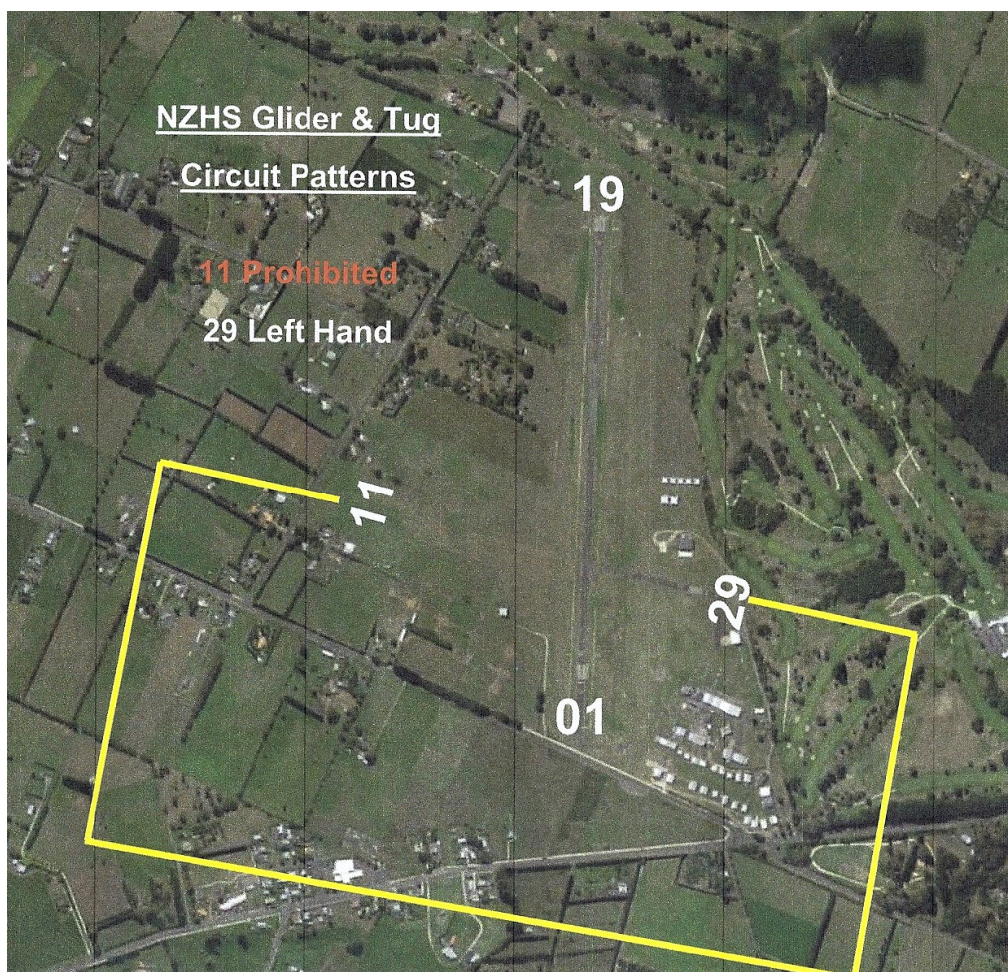 NZHS Glider & Tug
Circuit Patterns
19
11 Prohibited
29 Left Hand
11
29
01